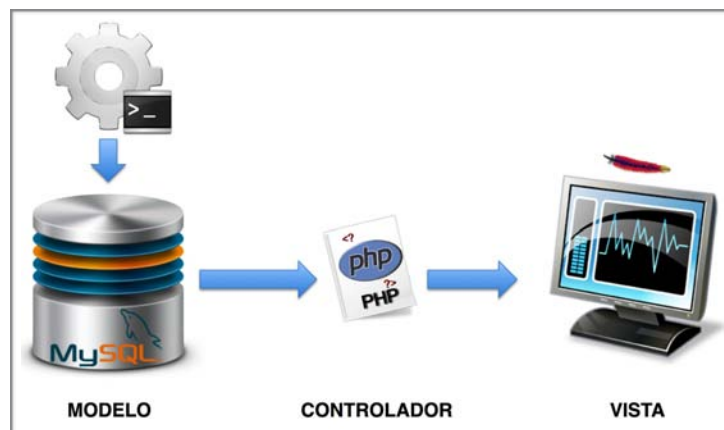 >_
<?
php
?>
PHP
MySQL
MODELO
CONTROLADOR
VISTA